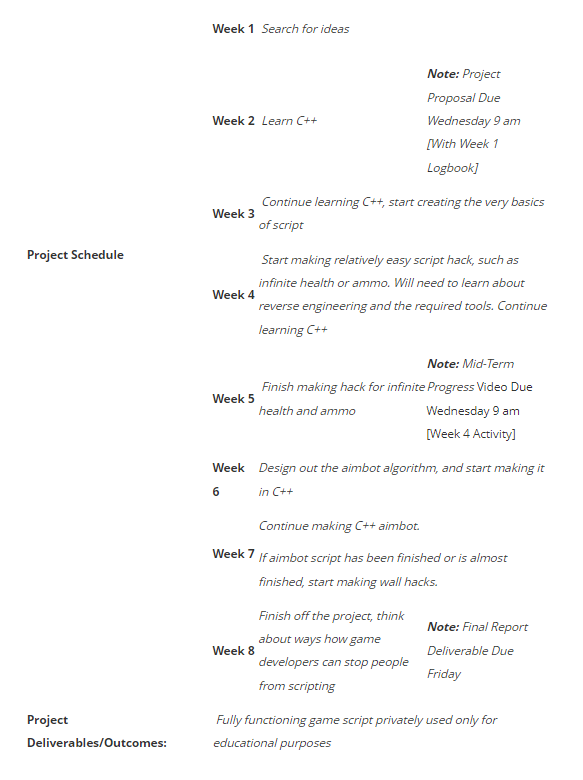 Week 1 Search for ideas
Note: Project
Proposal Due
Week 2 Learn C++ Wednesday 9 am
[With Week 1
Logbook]
Continue learning C++, start creating the very basics
Week 3
of script
Project Schedule
Start making relatively easy script hack, such as
infinite health or ammo. Will need to learn about
Week 4
reverse engineering and the required tools. Continue
learning C++
Note: Mid-Term
Finish making hack for infinite Progress Video Due
Week 5
health and ammo Wednesday 9 am
[Week 4 Activity]
Week Design out the aimbot algorithm, and start making it
6 in C++
Continue making C++ aimbot.
Week 7
If aimbot script has been finished or is almost
finished, start making wall hacks.
Finish off the project, think
about ways how game
Week 8
developers can stop people
from scripting
Note: Final Report
Deliverable Due
Friday
Project Fully functioning game script privately used only for
Deliverables/Outcomes: educational purposes